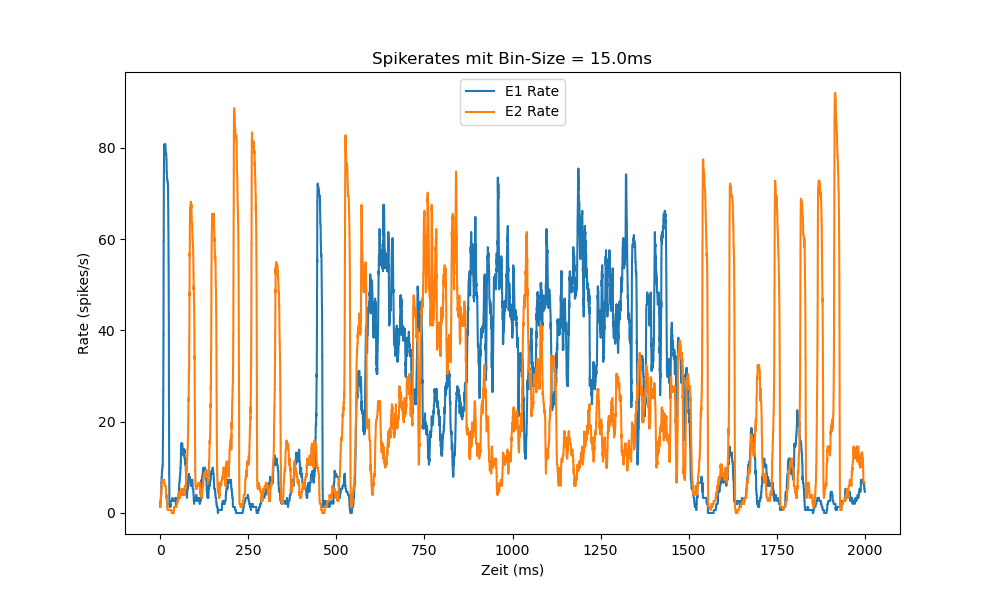 Spikerates mit Bin-Size = 15.0ms
E1 Rate
E2 Rate
80
60
40
20
0
Rate (spikes/s)
0 250 500 750 1000 1250 1500 1750 2000
Zeit (ms)